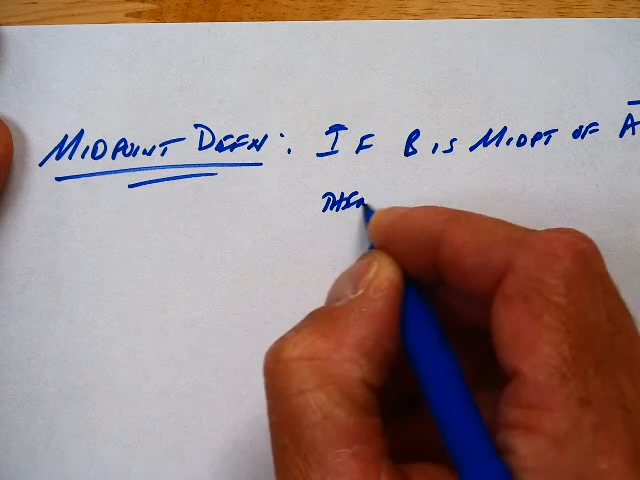 MIDPOINT DEFN: IF B IS MIDPT OF A
THEN